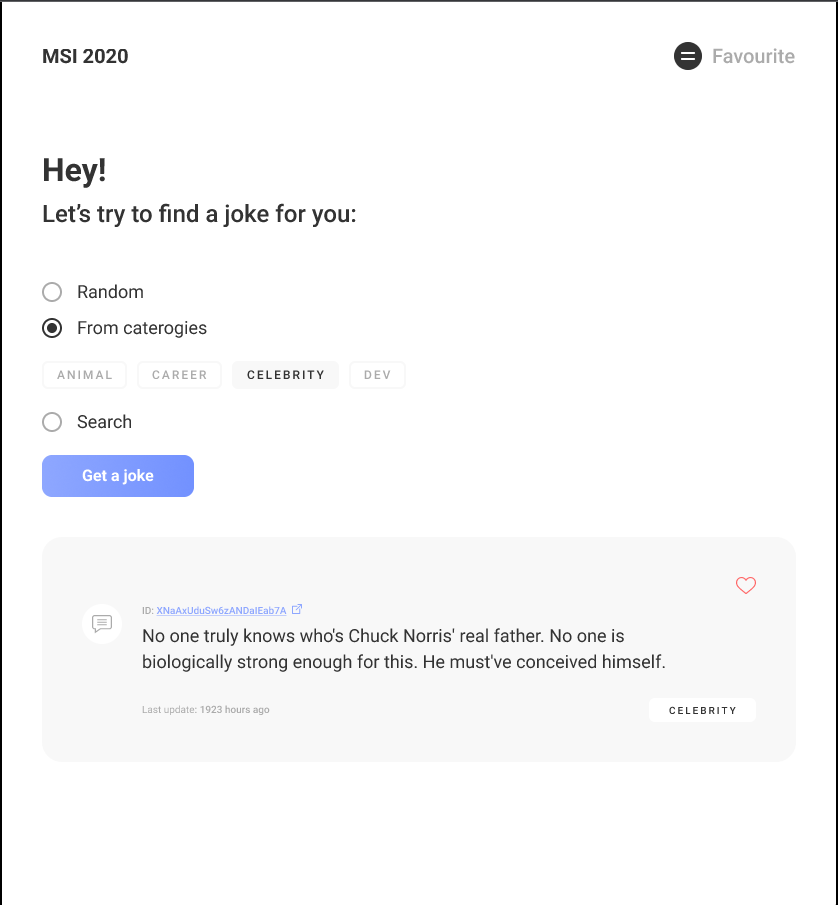 MSI 2020
Favourite
Hey!
Let's try to find a joke for you:
Random
From caterogies
ANIMAL CAREER CELEBRITY DEV
Search
Get a joke
ID: XNaAxUduSw6zANDaIEab7A
No one truly knows who's Chuck Norris' real father. No one is
biologically strong enough for this. He must've conceived himself.
Last update: 1923 hours ago
CELEBRITY